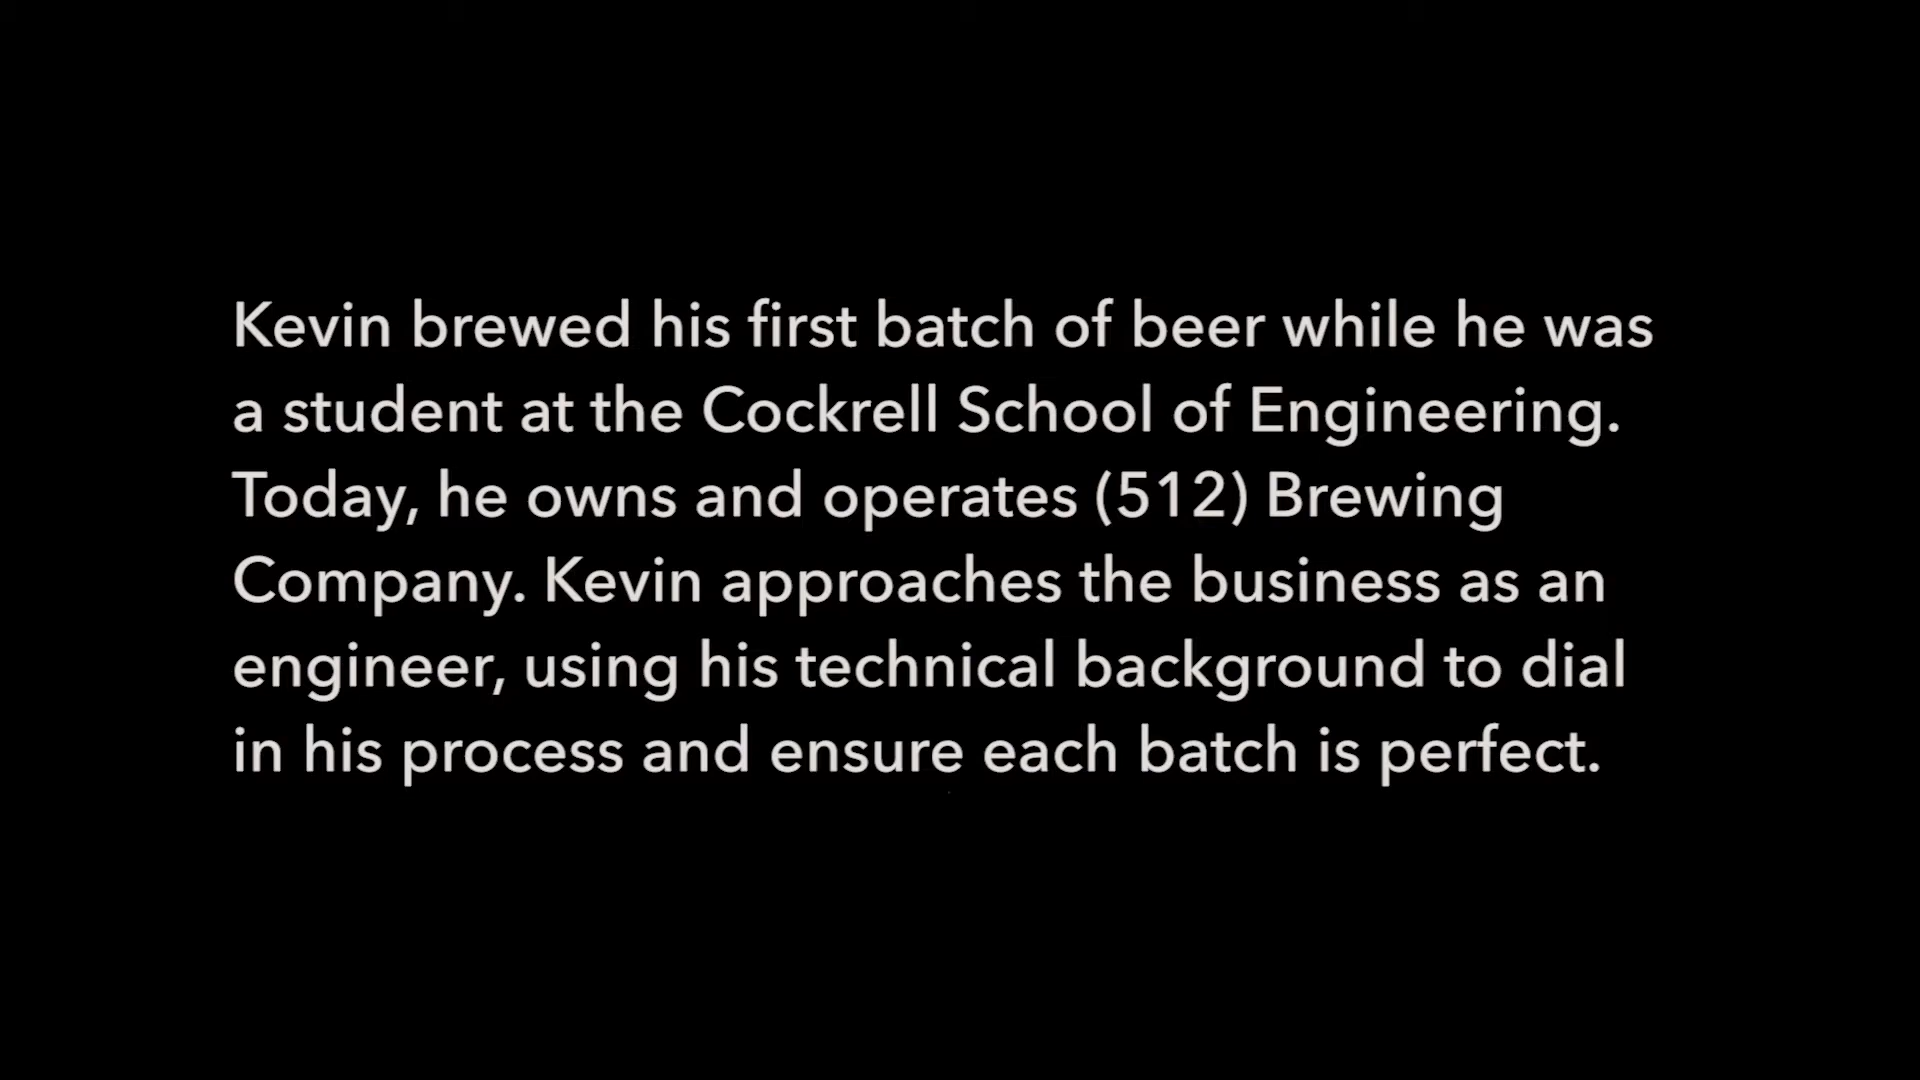 Kevin brewed his first batch of beer while he was
a student at the Cockrell School of Engineering.
Today, he owns and operates (512) Brewing
Company. Kevin approaches the business as an
engineer, using his technical background to dial
in his process and ensure each batch is perfect.